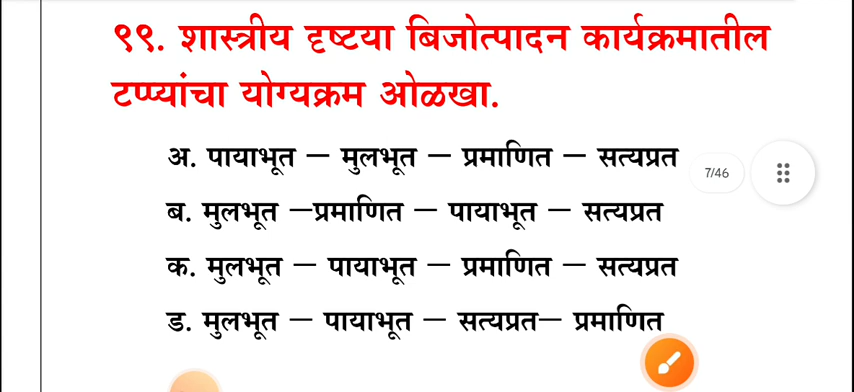 ९९. शास्त्रीय दृष्टया बिजोत्पादन कार्यक्रमातील
टप्प्यांचा योग्यक्रम ओळखा.
अ. पायाभूत – मुलभूत – प्रमाणित – सत्यप्रत
7/46
ब. मुलभूत –प्रमाणित – पायाभूत – सत्यप्रत
क. मुलभूत – पायाभूत – प्रमाणित – सत्यप्रत
ड. मुलभूत – पायाभूत – सत्यप्रत– प्रमाणित